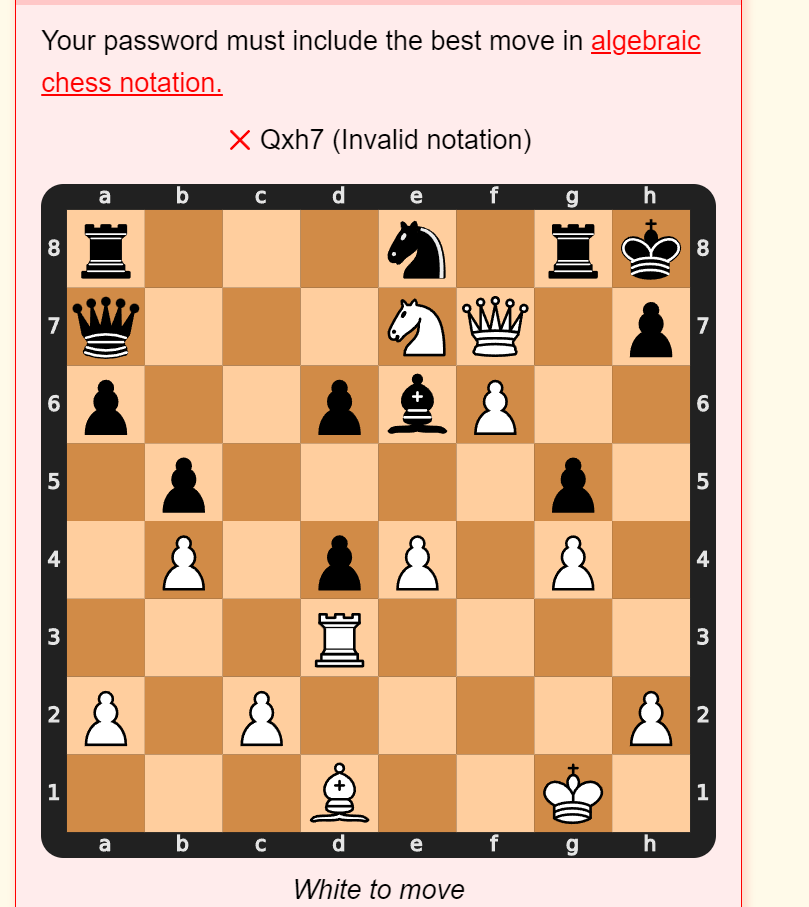 Your password must include the best move in algebraic
chess notation.
Qxh7 (Invalid notation)
a b c d e f g h
8 8
7 7
6 6
5 5
4 4
3 3
2 2
1 1
a b c d e f g h
White to move